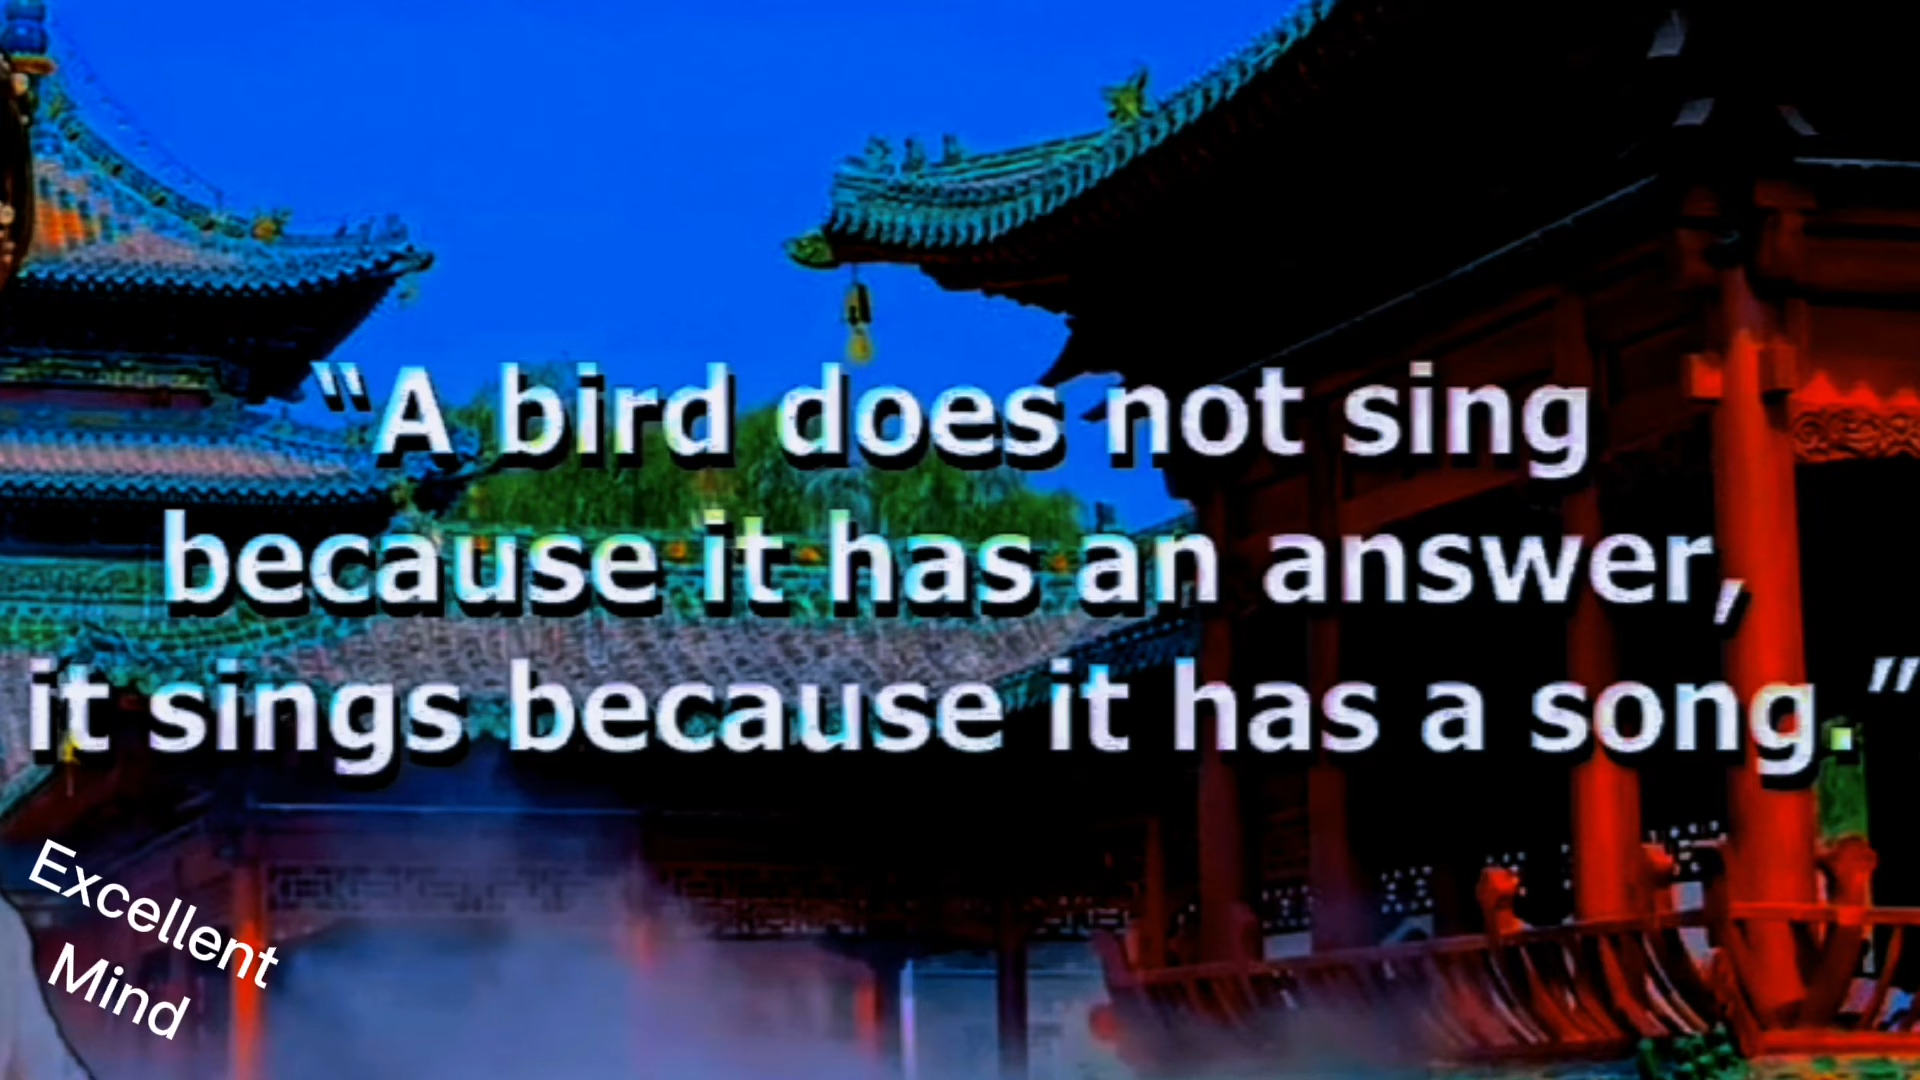 "A bird does not sing
because it has an answer,
it sings because it has a song."
Excellent
Mind